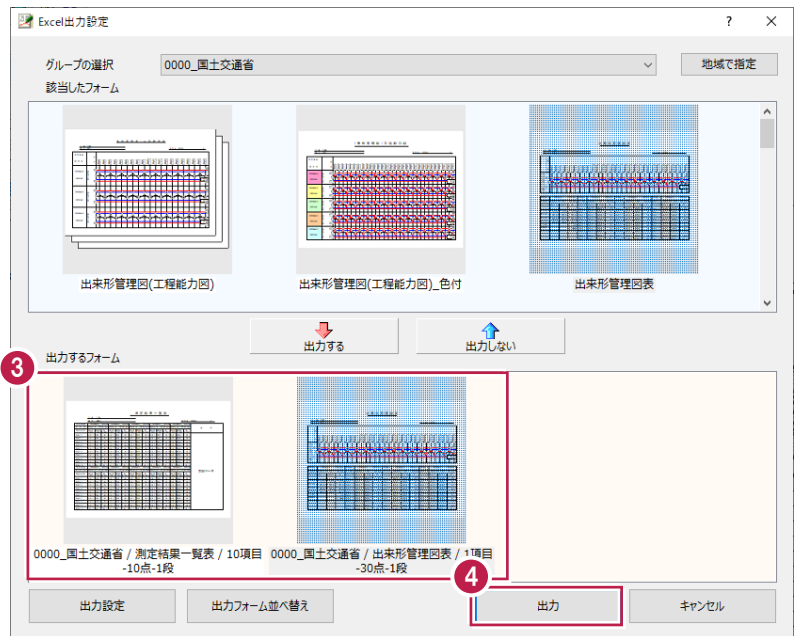 Excel出力設定
? ×
グループの選択 0000_国土交通省 地域で指定
該当したフォーム
出来形管理図(工程能力図) 出来形管理図(工程能力図)_色付 出来形管理図表
出力する 出力しない
出力するフォーム
3
0000_国土交通省 / 測定結果一覧表 / 10項目
-10点-1段
0000_国土交通省 / 出来形管理図表 / 1項目
-30点-1段
4
出力設定 出力フォーム並べ替え 出力 キャンセル